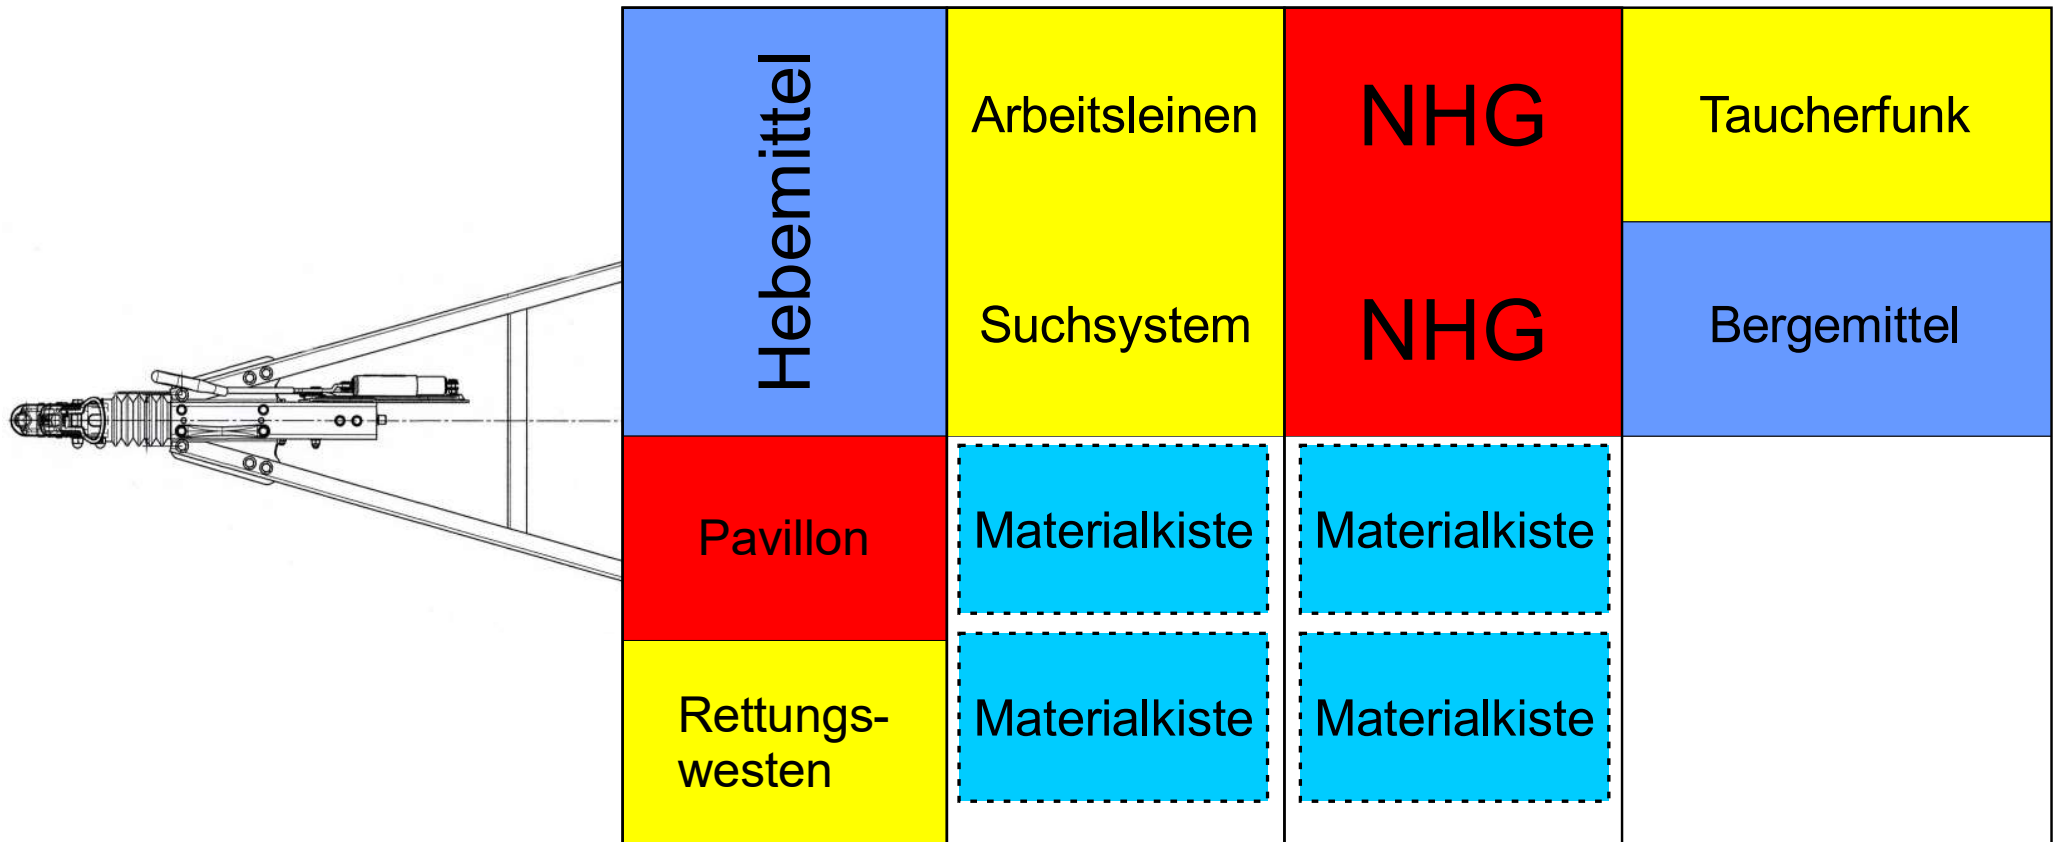 Hebemittel
Arbeitsleinen
NHG
Taucherfunk
Suchsystem
NHG
Bergemittel
Pavillon
Materialkiste
Materialkiste
Rettungs-
westen
Materialkiste
Materialkiste